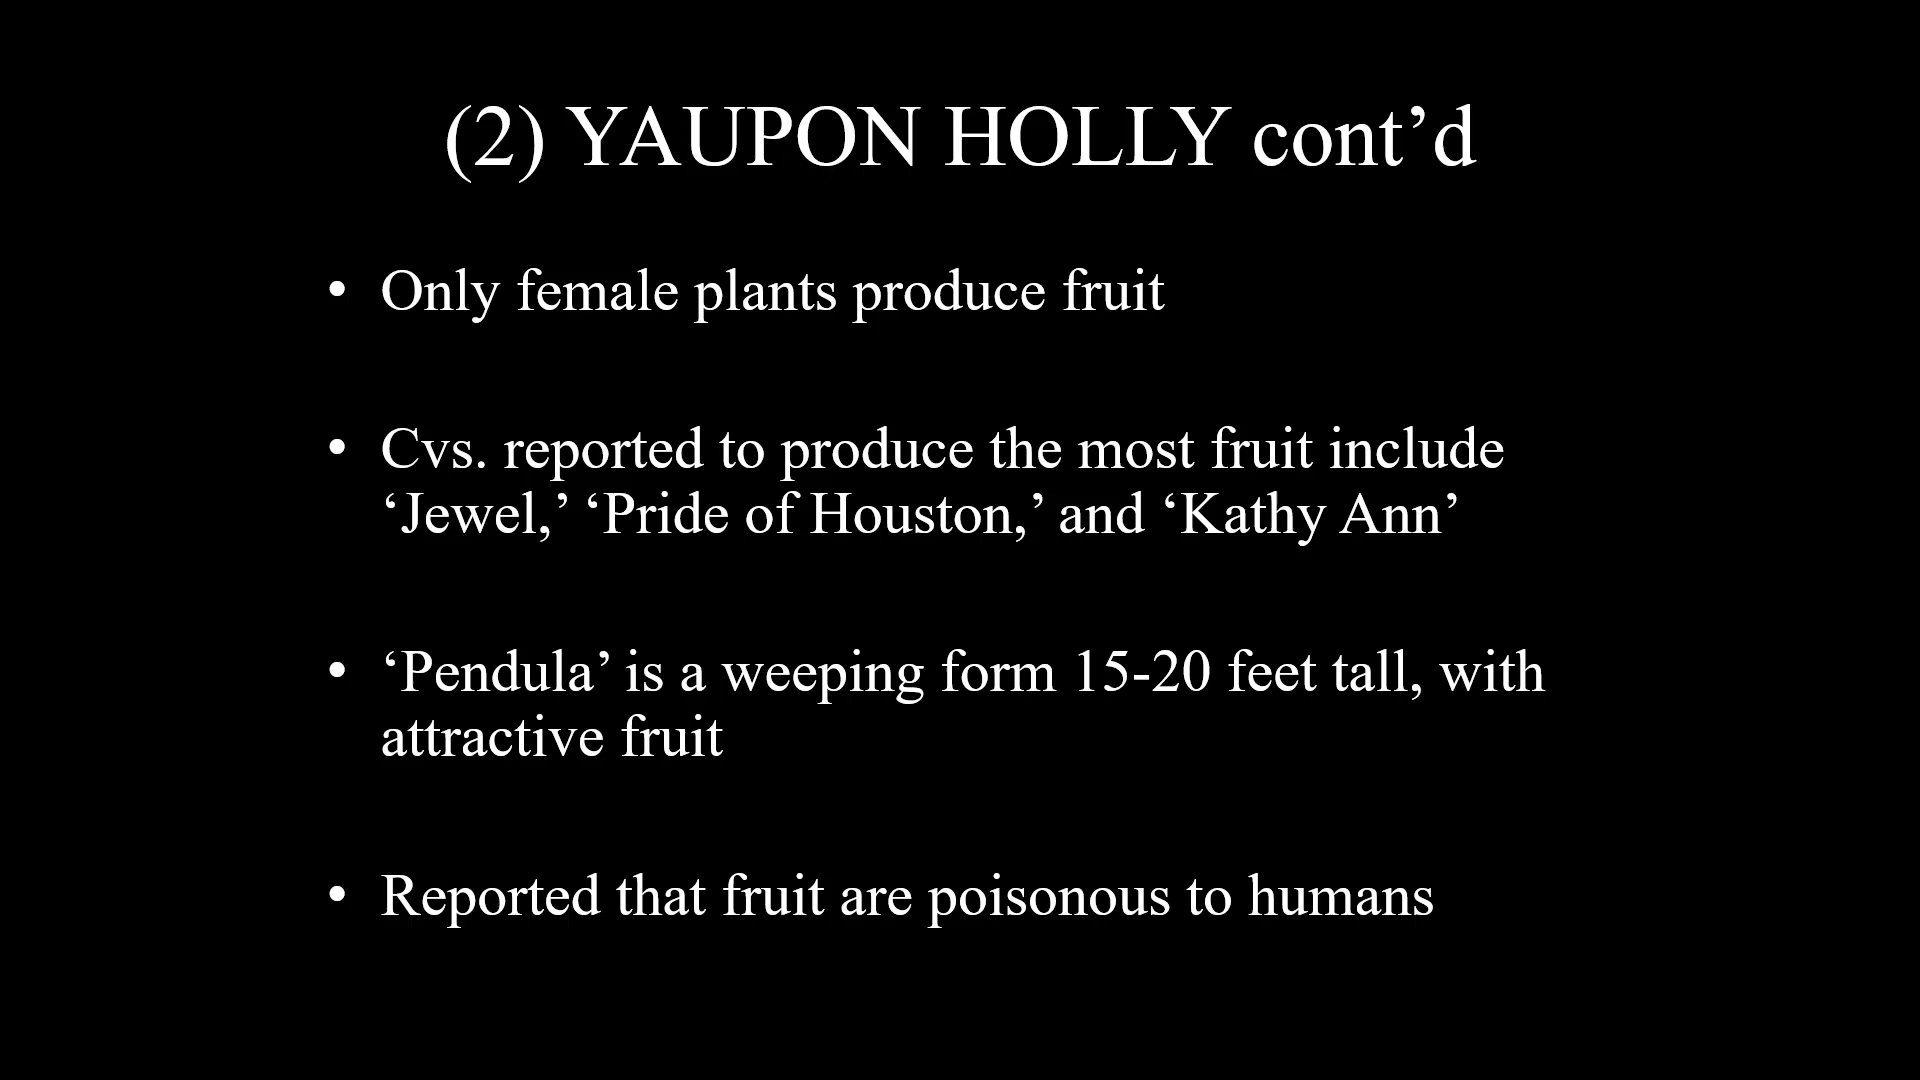 (2) YAUPON HOLLY cont’d
• Only female plants produce fruit
• Cvs. reported to produce the most fruit include
‘Jewel,’ ‘Pride of Houston,’ and ‘Kathy Ann’
• ‘Pendula’ is a weeping form 15-20 feet tall, with
attractive fruit
• Reported that fruit are poisonous to humans